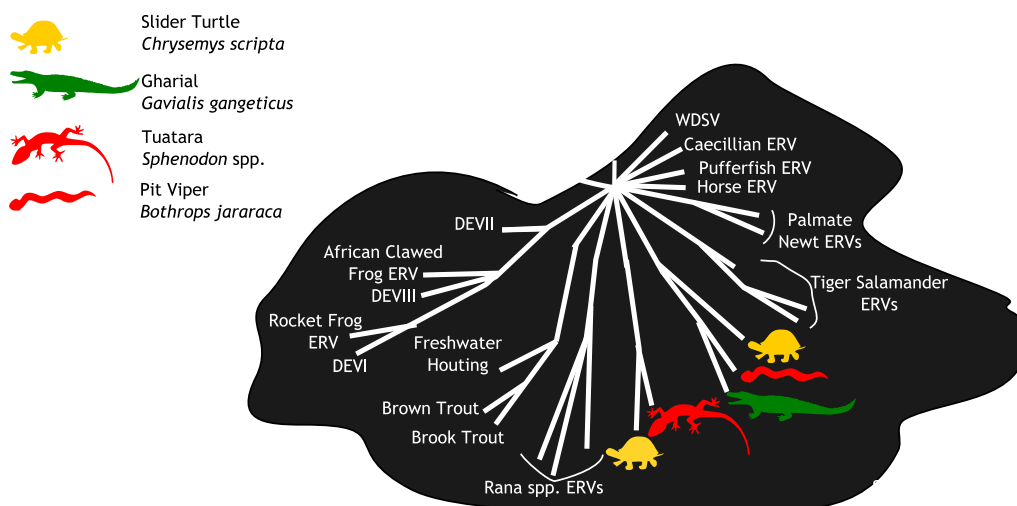 Slider Turtle
Chrysemys scripta
Gharial
Gavialis gangeticus
Tuatara
Sphenodon spp.
Pit Viper
Bothrops jararaca
WDSV
Caecillian ERV
Pufferfish ERV
Horse ERV
Palmate
Newt ERVs
Tiger Salamander
ERVs
DEVII
African Clawed
Frog ERV
DEVIII
Rocket Frog
ERV
DEVI
Freshwater
Houting
Brown Trout
Brook Trout
Rana spp. ERVs